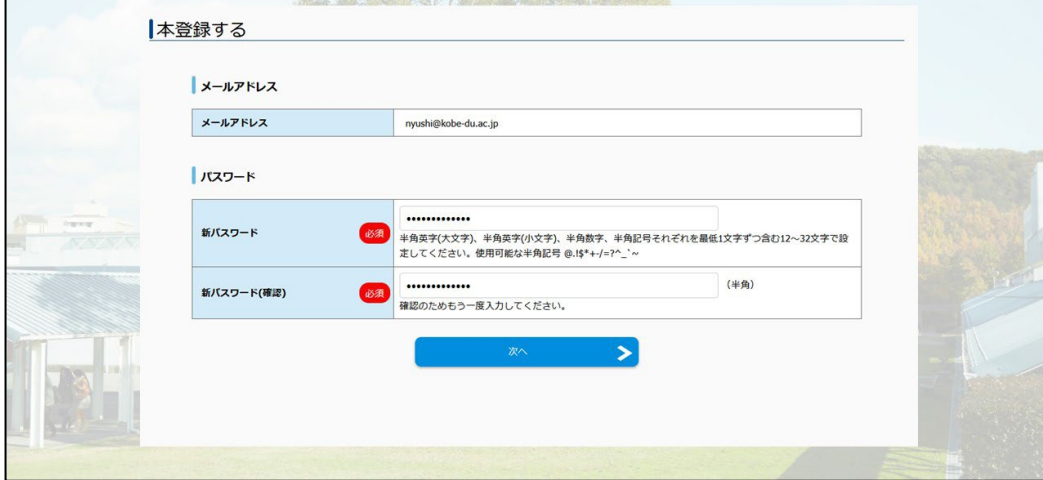 本登録する
メールアドレス
メールアドレス
nyushi@kobe-du.ac.jp
パスワード
新パスワード
必須
•••••••••••••
半角英字(大文字)、半角英字(小文字)、半角数字、半角記号それぞれを最低1文字ずつ含む12～32文字で設
定してください。使用可能な半角記号 @.!$*+-/=?^_`~
新パスワード(確認)
必須
•••••••••••••
（半角）
確認のためもう一度入力してください。
次へ